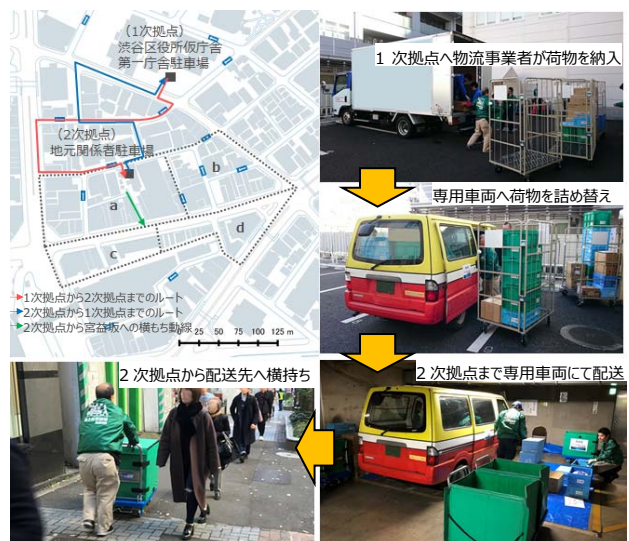 (1次拠点)
渋谷区役所仮庁舎
第一庁舎駐車場
(2次拠点)
地元関係者駐車場
a
b
c
d
1次拠点から2次拠点までのルート
2次拠点から1次拠点までのルート
2次拠点から宮益坂への横もち動線
0 25 50 75 100 125 m
1 次拠点へ物流事業者が荷物を納入
専用車両へ荷物を詰め替え
2 次拠点まで専用車両にて配送
2 次拠点から配送先へ横持ち